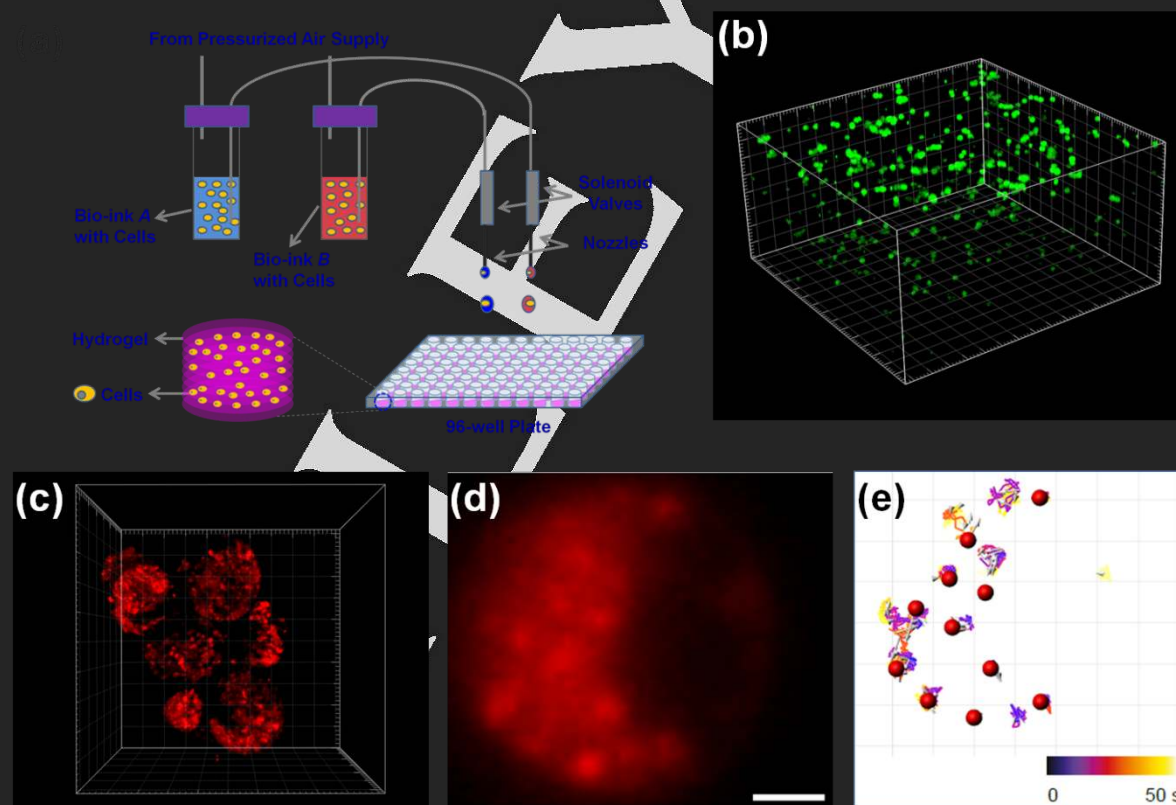 (a)
From Pressurized Air Supply
(b)
Solenoid
Valves
Bio-ink A
with Cells
Nozzles
Bio-ink B
with Cells
Hydrogel
Cells
96-well Plate
(c)
(d)
(e)
0
50 s